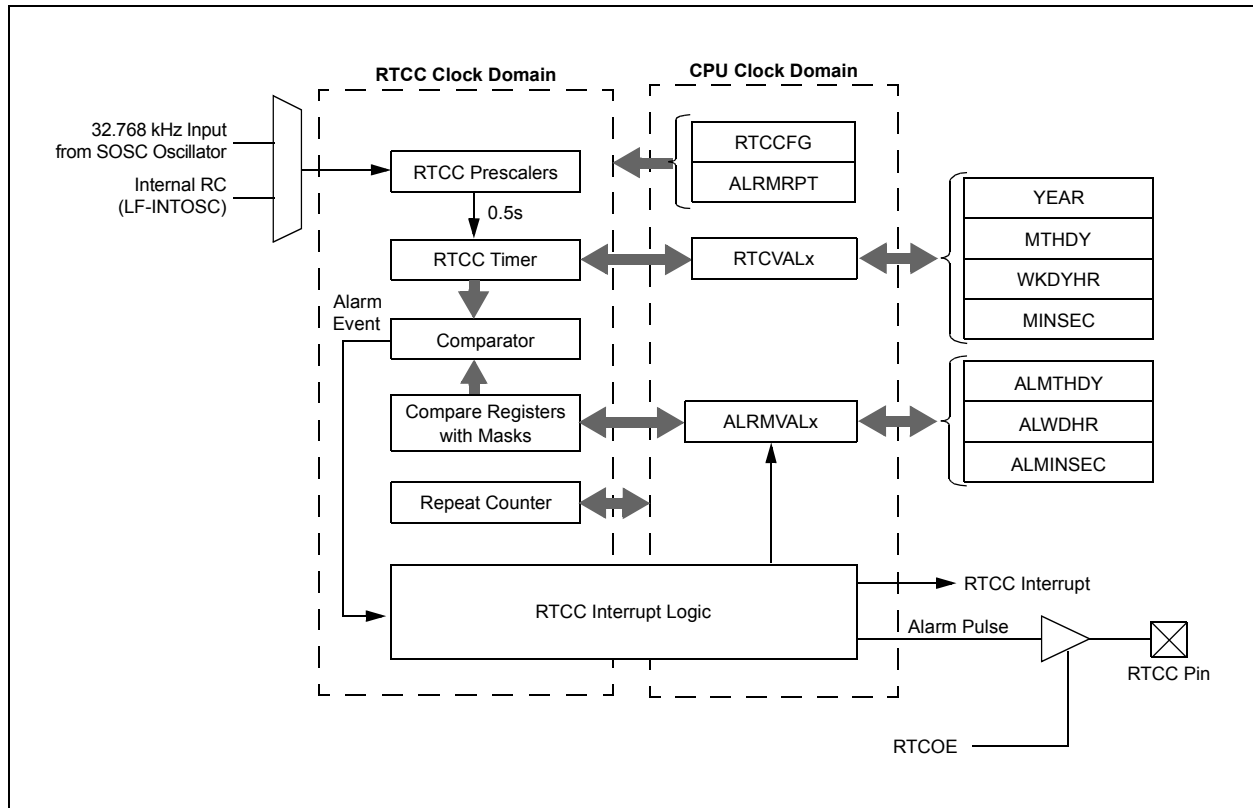 RTCC Clock Domain
CPU Clock Domain
32.768 kHz Input
from SOSC Oscillator
Internal RC
(LF-INTOSC)
RTCC Prescalers
0.5s
RTCC Timer
Alarm
Event
Comparator
Compare Registers
with Masks
Repeat Counter
RTCCFG
ALRMRPT
RTCVALx
ALRMVALx
YEAR
MTHDY
WKDYHR
MINSEC
ALMTHDY
ALWDHR
ALMINSEC
RTCC Interrupt Logic
RTCC Interrupt
Alarm Pulse
RTCC Pin
RTCOE